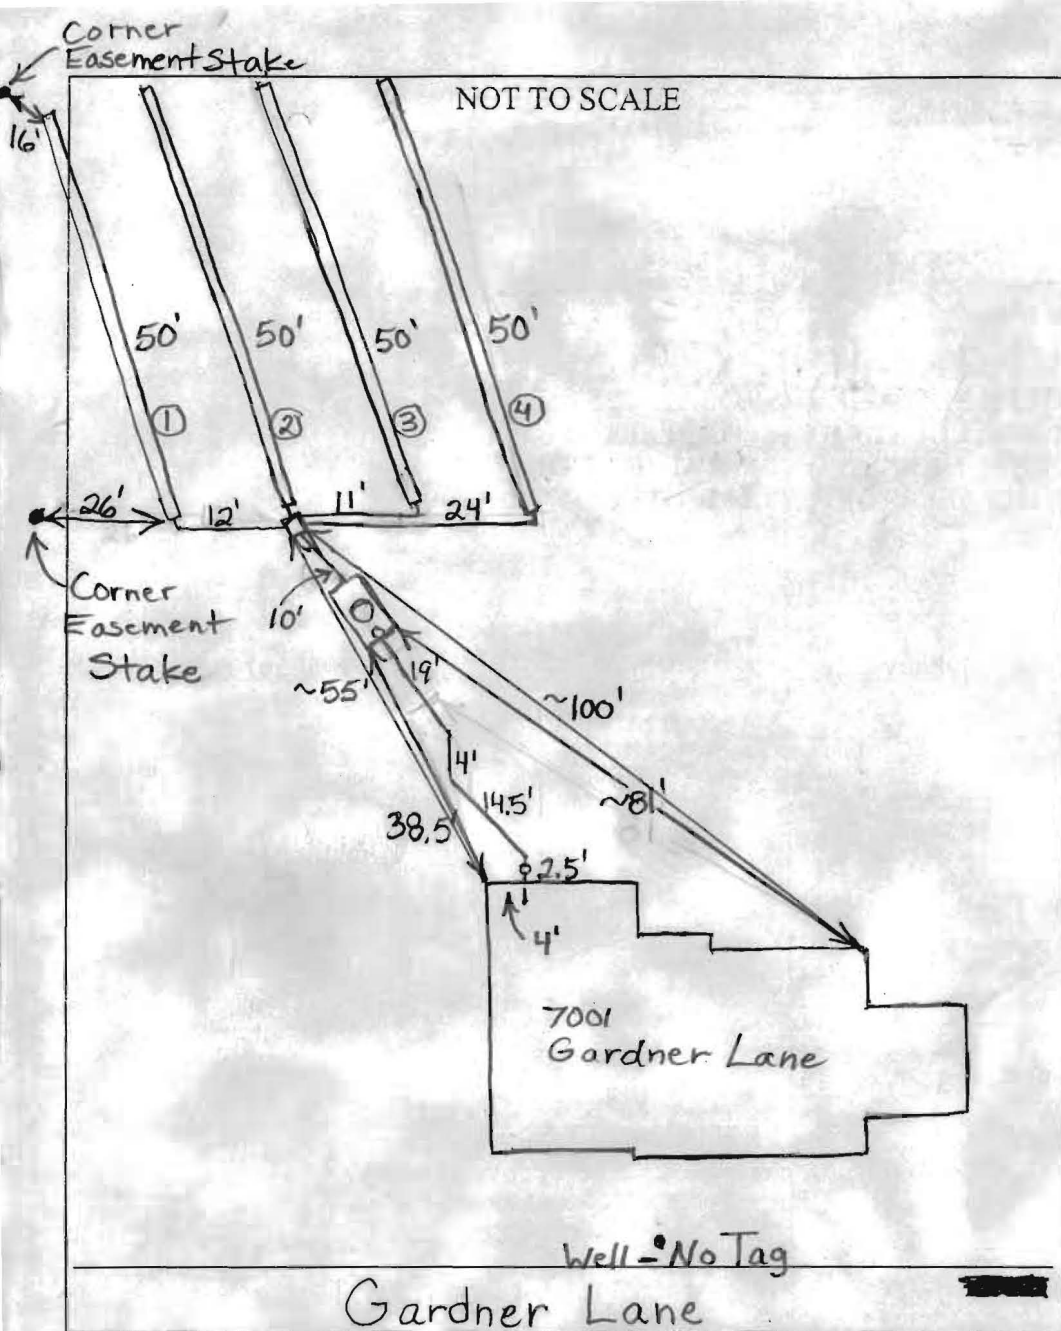 Corner
Easement Stake
NOT TO SCALE
16'
50'
50'
50'
50'
1
2
3
4
26'
12'
11'
24'
Corner
Easement
Stake
10'
19'
~55'
~100'
4'
14.5'
~81'
38.5'
2.5'
4'
7001
Gardner Lane
Well - No Tag
Gardner Lane